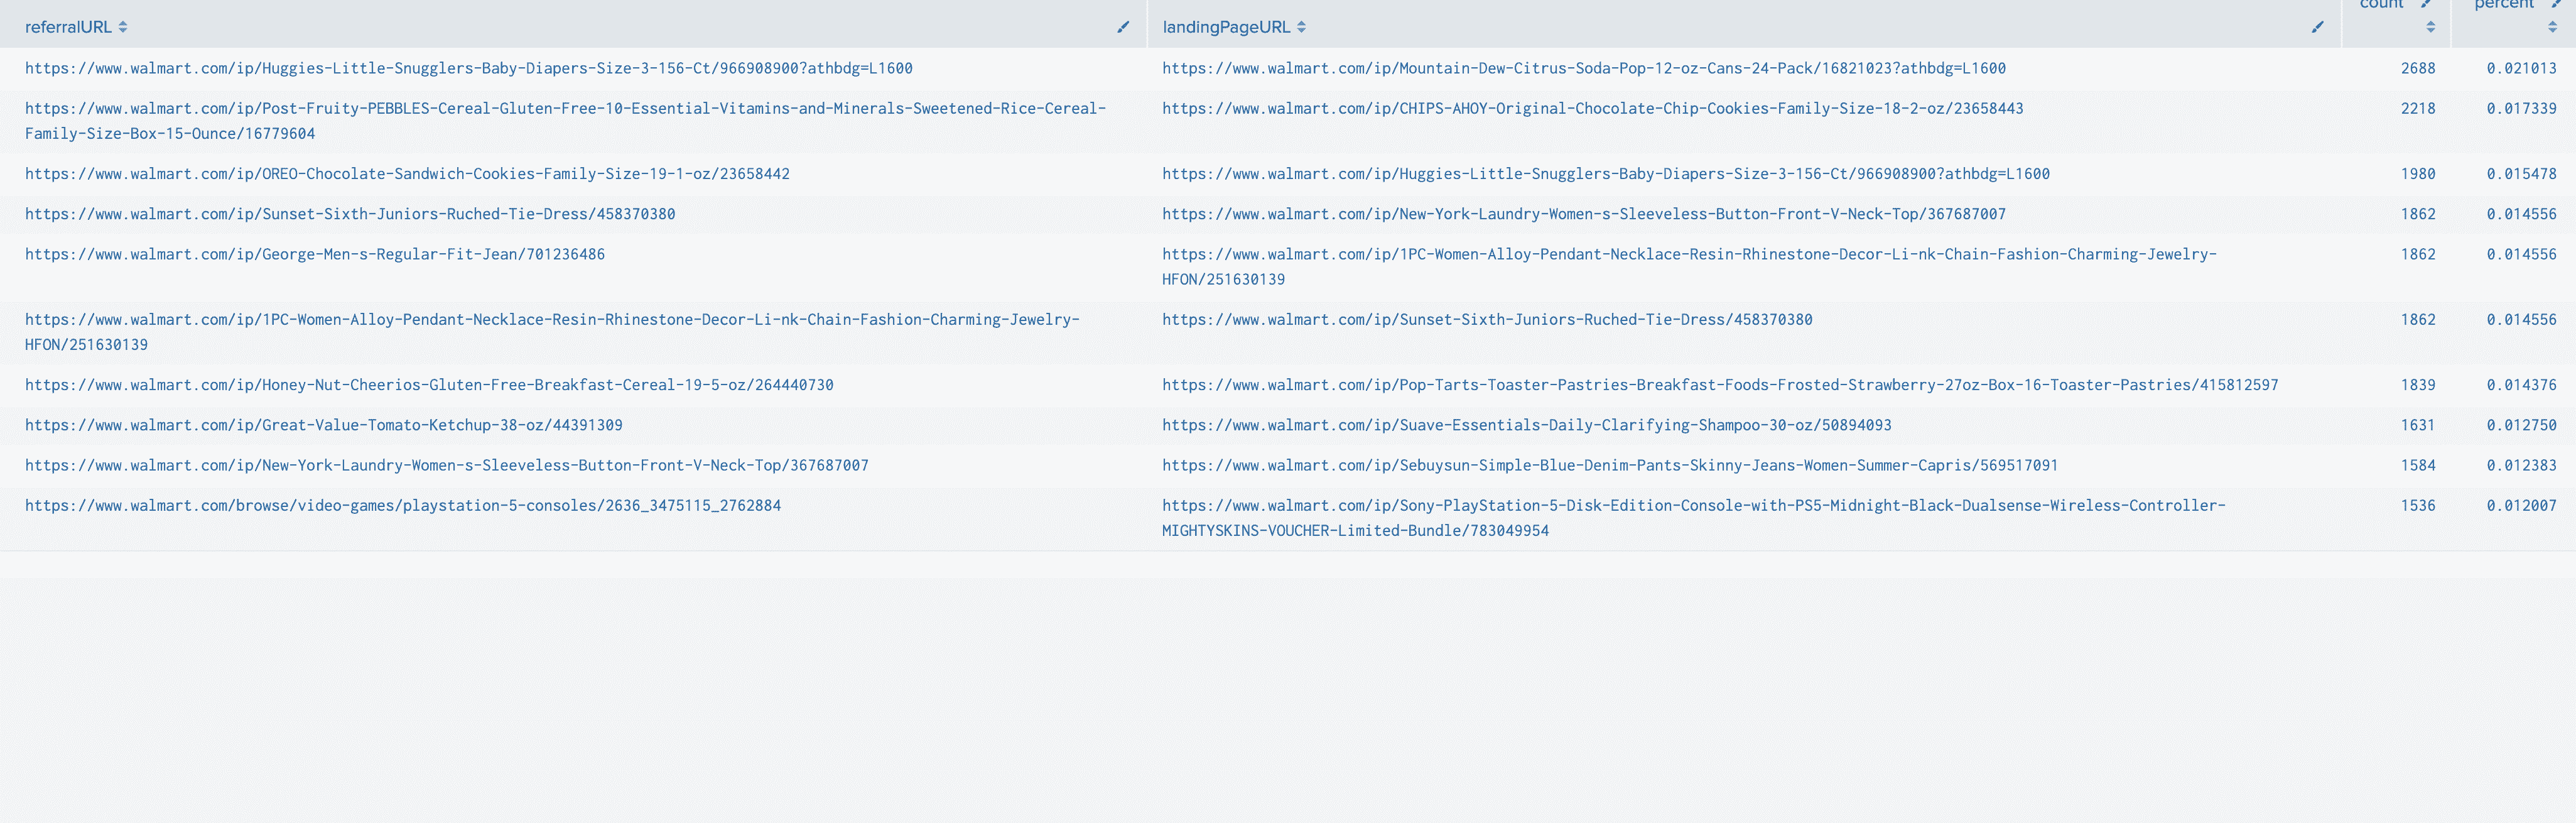 count percent
referralURL landingPageURL
https://www.walmart.com/ip/Huggies-Little-Snugglers-Baby-Diapers-Size-3-156-Ct/966908900?athbdg=L1600 https://www.walmart.com/ip/Mountain-Dew-Citrus-Soda-Pop-12-oz-Cans-24-Pack/16821023?athbdg=L1600 2688 0.021013
https://www.walmart.com/ip/Post-Fruity-PEBBLES-Cereal-Gluten-Free-10-Essential-Vitamins-and-Minerals-Sweetened-Rice-Cereal- https://www.walmart.com/ip/CHIPS-AHOY-Original-Chocolate-Chip-Cookies-Family-Size-18-2-oz/23658443 2218 0.017339
Family-Size-Box-15-Ounce/16779604
https://www.walmart.com/ip/OREO-Chocolate-Sandwich-Cookies-Family-Size-19-1-oz/23658442 https://www.walmart.com/ip/Huggies-Little-Snugglers-Baby-Diapers-Size-3-156-Ct/966908900?athbdg=L1600 1980 0.015478
https://www.walmart.com/ip/Sunset-Sixth-Juniors-Ruched-Tie-Dress/458370380 https://www.walmart.com/ip/New-York-Laundry-Women-s-Sleeveless-Button-Front-V-Neck-Top/367687007 1862 0.014556
https://www.walmart.com/ip/George-Men-s-Regular-Fit-Jean/701236486 https://www.walmart.com/ip/1PC-Women-Alloy-Pendant-Necklace-Resin-Rhinestone-Decor-Li-nk-Chain-Fashion-Charming-Jewelry- 1862 0.014556
HFON/251630139
https://www.walmart.com/ip/1PC-Women-Alloy-Pendant-Necklace-Resin-Rhinestone-Decor-Li-nk-Chain-Fashion-Charming-Jewelry- https://www.walmart.com/ip/Sunset-Sixth-Juniors-Ruched-Tie-Dress/458370380 1862 0.014556
HFON/251630139
https://www.walmart.com/ip/Honey-Nut-Cheerios-Gluten-Free-Breakfast-Cereal-19-5-oz/264440730 https://www.walmart.com/ip/Pop-Tarts-Toaster-Pastries-Breakfast-Foods-Frosted-Strawberry-27oz-Box-16-Toaster-Pastries/415812597 1839 0.014376
https://www.walmart.com/ip/Great-Value-Tomato-Ketchup-38-oz/44391309 https://www.walmart.com/ip/Suave-Essentials-Daily-Clarifying-Shampoo-30-oz/50894093 1631 0.012750
https://www.walmart.com/ip/New-York-Laundry-Women-s-Sleeveless-Button-Front-V-Neck-Top/367687007 https://www.walmart.com/ip/Sebuysun-Simple-Blue-Denim-Pants-Skinny-Jeans-Women-Summer-Capris/569517091 1584 0.012383
https://www.walmart.com/browse/video-games/playstation-5-consoles/2636_3475115_2762884 https://www.walmart.com/ip/Sony-PlayStation-5-Disk-Edition-Console-with-PS5-Midnight-Black-Dualsense-Wireless-Controller- 1536 0.012007
MIGHTYSKINS-VOUCHER-Limited-Bundle/783049954